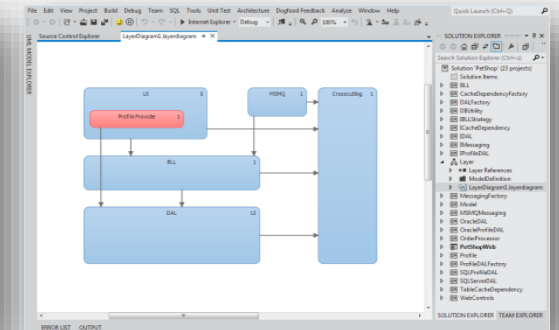 File Edit View Project Build Debug Team SQL Tools Unit Test Architecture Dogfood Feedback Analyze Window Help
Quick Launch (Ctrl+Q)
Internet Explorer Debug 100%
UML MODEL EXPLORER
Source Control Explorer LayerDiagram1.layerdiagram
UI 5
Profile Provider 1
MSMQ 1
Crosscutting 1
BLL 1
DAL 12
SOLUTION EXPLORER
Search Solution Explorer (Ctrl+ü)
Solution 'PetShop' (23 projects)
Solution Items
BLL
CacheDependencyFactory
DALFactory
DBUtility
IBLLStrategy
ICacheDependency
IDAL
IMessaging
IProfileDAL
Layer
Layer References
ModelDefinition
LayerDiagram1.layerdiagram
MessagingFactory
Model
MSMQMessaging
OracleDAL
OracleProfileDAL
OrderProcessor
PetShopWeb
Profile
ProfileDALFactory
SQLProfileDAL
SQLServerDAL
TableCacheDependency
WebControls
SOLUTION EXPLORER TEAM EXPLORER
ERROR LIST OUTPUT